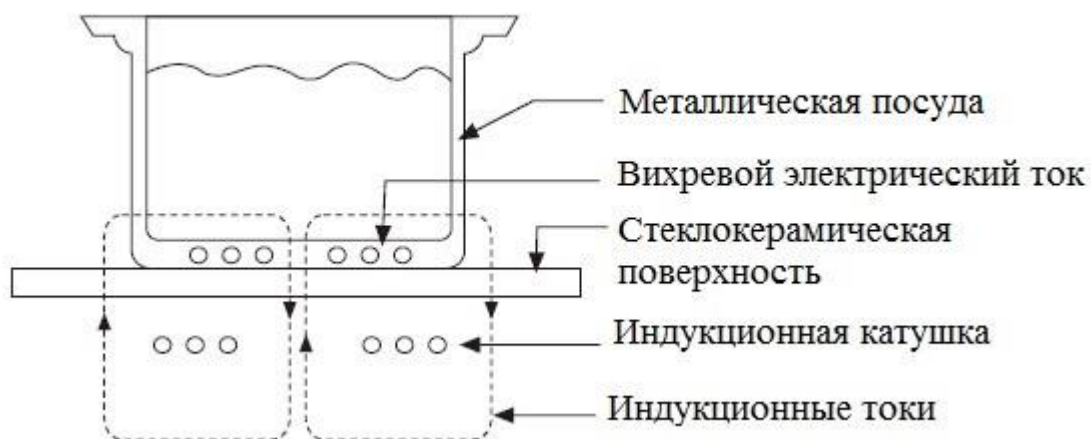 Металлическая посуда
Вихревой электрический ток
Стеклокерамическая
поверхность
Индукционная катушка
Индукционные токи